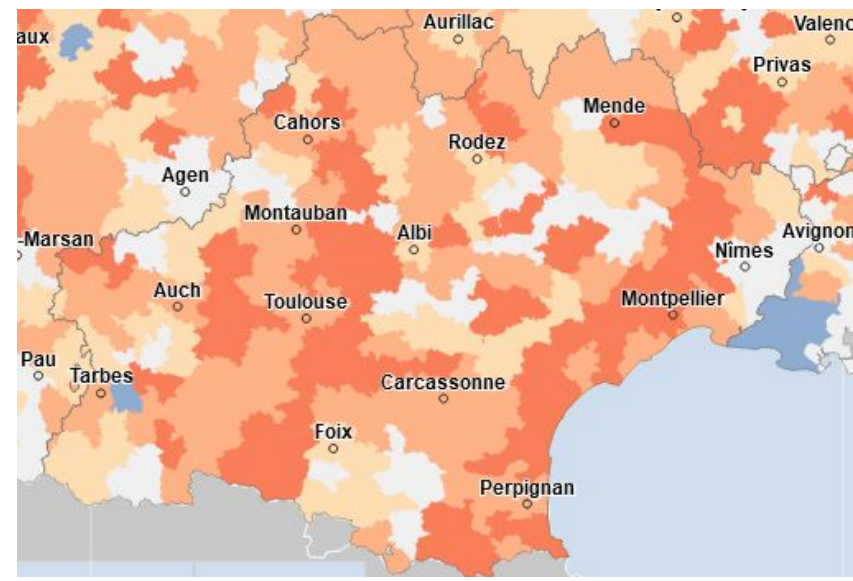 Aurillac
Valenc
aux
Privas
Mende
Cahors
Rodez
Agen
Montauban
Albi
-Marsan
Avignon
Nîmes
Auch
Toulouse
Montpellier
Pau
Tarbes
Carcassonne
Foix
Perpignan